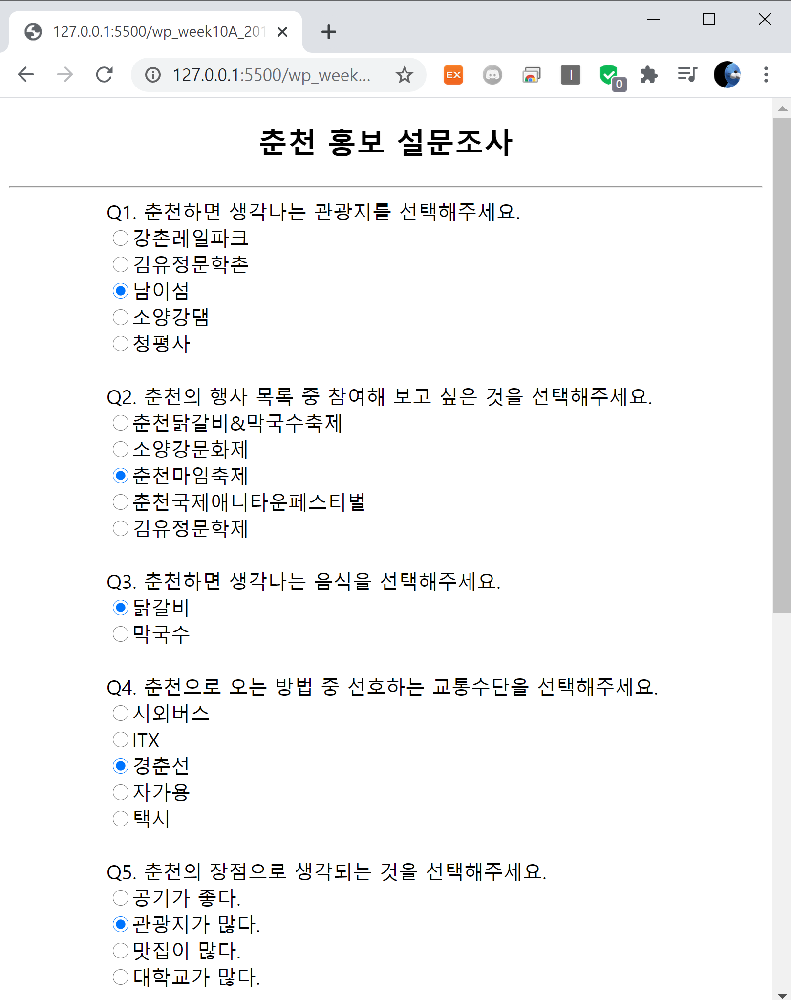 127.0.0.1:5500/wp_week10A_201
127.0.0.1:5500/wp_week...
EX
I
0
춘천 홍보 설문조사
Q1. 춘천하면 생각나는 관광지를 선택해주세요.
강촌레일파크
김유정문학촌
남이섬
소양강댐
청평사
Q2. 춘천의 행사 목록 중 참여해 보고 싶은 것을 선택해주세요.
춘천닭갈비&막국수축제
소양강문화제
춘천마임축제
춘천국제애니타운페스티벌
김유정문학제
Q3. 춘천하면 생각나는 음식을 선택해주세요.
닭갈비
막국수
Q4. 춘천으로 오는 방법 중 선호하는 교통수단을 선택해주세요.
시외버스
ITX
경춘선
자가용
택시
Q5. 춘천의 장점으로 생각되는 것을 선택해주세요.
공기가 좋다.
관광지가 많다.
맛집이 많다.
대학교가 많다.